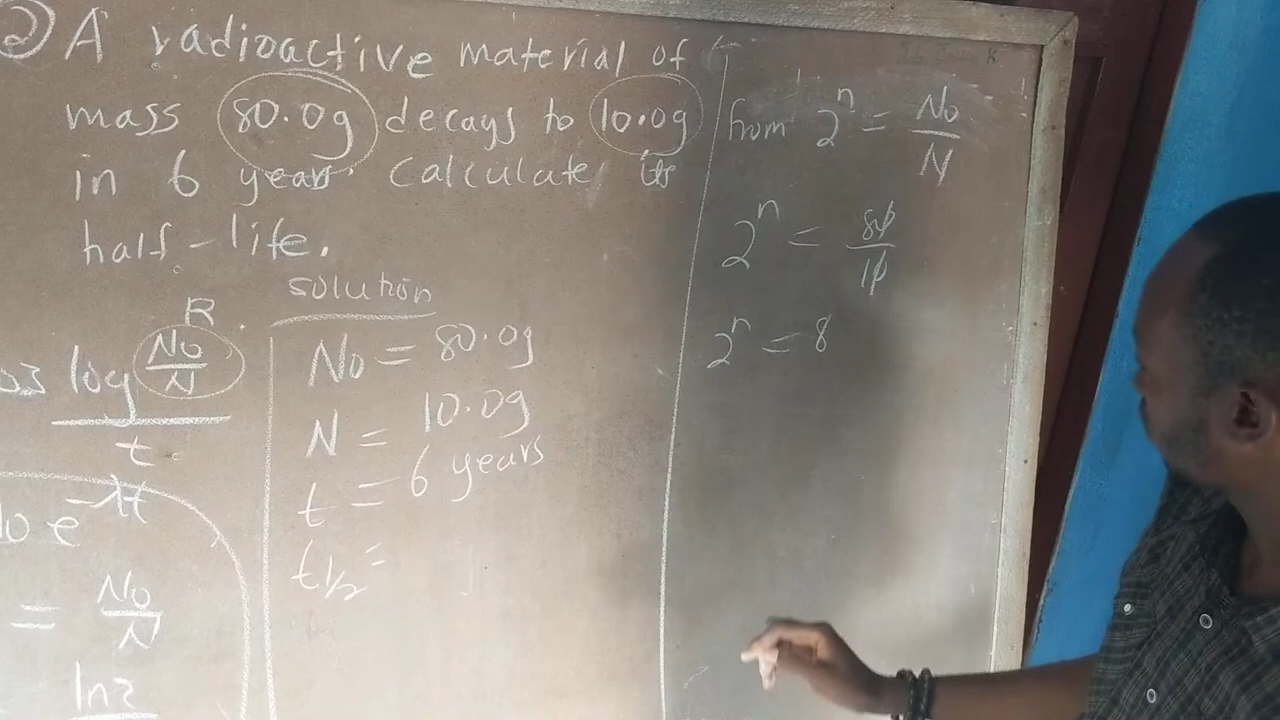 ② A radioactive material of
mass 80.0g decays to 10.0g
in 6 years. Calculate its
half-life.
R
03 log No/N
t
No e^-λt
= No/N
ln2
solution
No = 80.0g
N = 10.0g
t = 6 years
t1/2 =
from 2^n = No/N
2^n = 80/10
2^n = 8